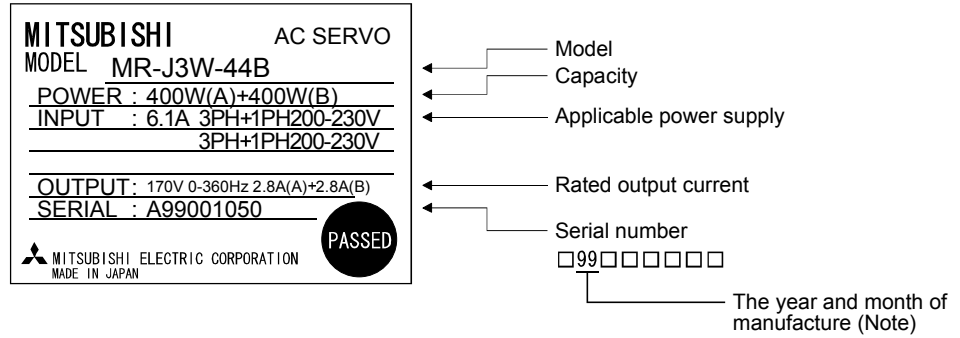 MITSUBISHI AC SERVO
MODEL MR-J3W-44B
POWER : 400W(A)+400W(B)
INPUT : 6.1A 3PH+1PH200-230V
3PH+1PH200-230V
OUTPUT: 170V 0-360Hz 2.8A(A)+2.8A(B)
SERIAL : A99001050
PASSED
MITSUBISHI ELECTRIC CORPORATION
MADE IN JAPAN
Model
Capacity
Applicable power supply
Rated output current
Serial number
□99□□□□□□
The year and month of
manufacture (Note)